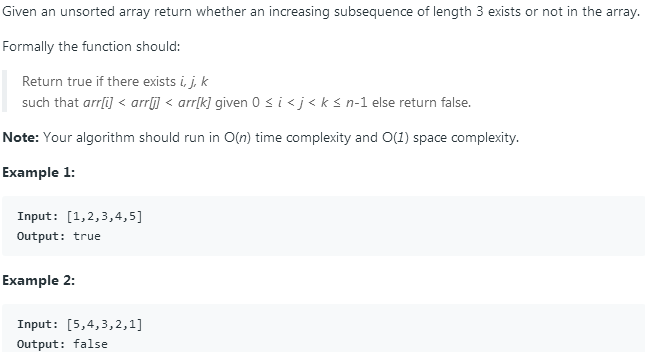 Given an unsorted array return whether an increasing subsequence of length 3 exists or not in the array.
Formally the function should:
Return true if there exists i, j, k
such that arr[i] < arr[j] < arr[k] given 0 ≤ i < j < k ≤ n-1 else return false.
Note: Your algorithm should run in O(n) time complexity and O(1) space complexity.
Example 1:
Input: [1,2,3,4,5]
Output: true
Example 2:
Input: [5,4,3,2,1]
Output: false